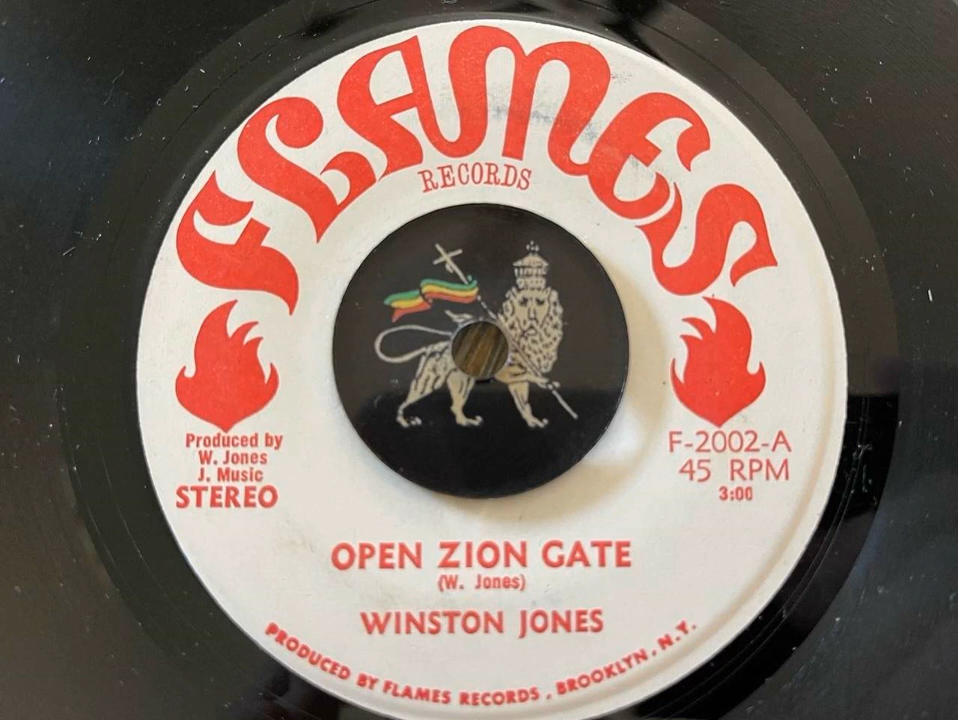 FLAMES
RECORDS
Produced by
W. Jones
J. Music
STEREO
F-2002-A
45 RPM
3:00
OPEN ZION GATE
(W. Jones)
WINSTON JONES
PRODUCED BY FLAMES RECORDS . BROOKLYN, N.Y.